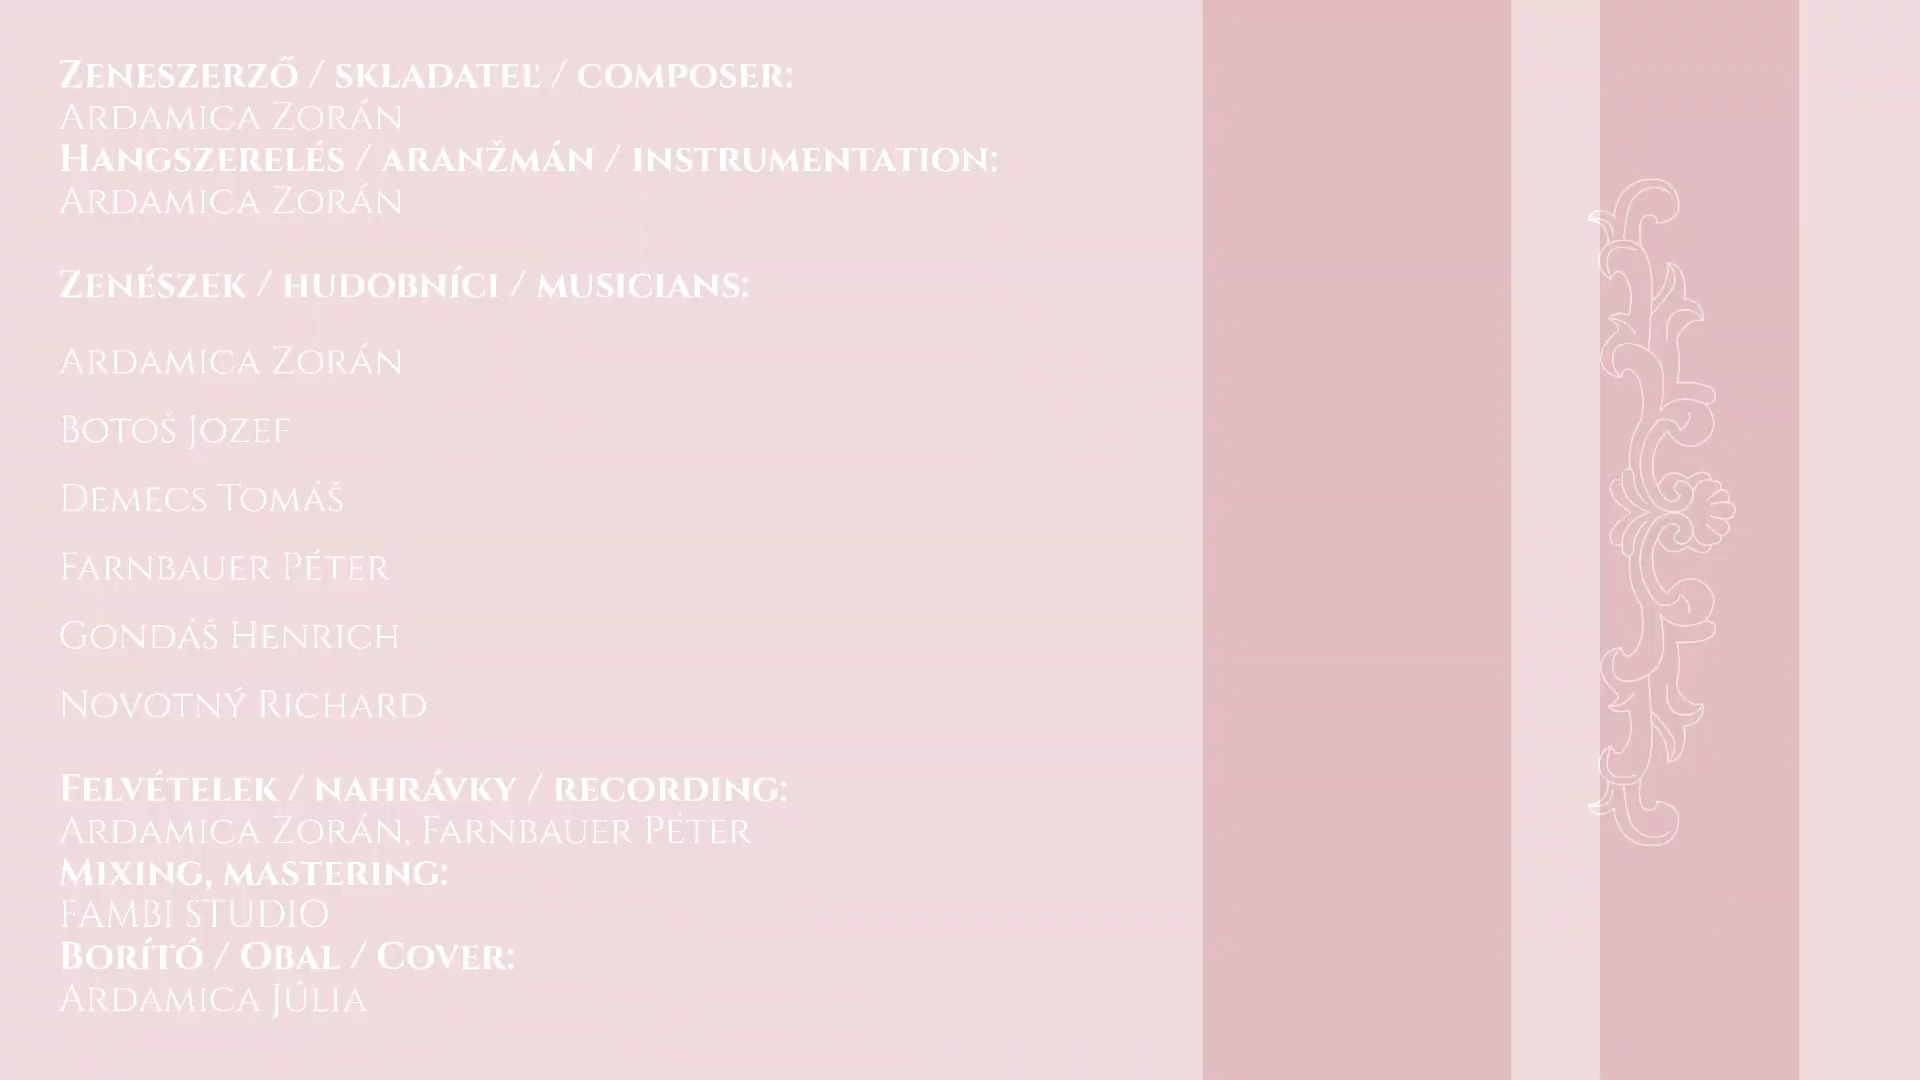 Zeneszerző / skladateľ / composer:
Ardamica Zorán
Hangszerelés / aranžmán / instrumentation:
Ardamica Zorán
Zenészek / hudobníci / musicians:
Ardamica Zorán
Botoš Jozef
Demecs Tomáš
Farnbauer Péter
Gondáš Henrich
Novotný Richard
Felvételek / nahrávky / recording:
Ardamica Zorán, Farnbauer Péter
Mixing, mastering:
FAMBI STUDIO
Borító / Obal / Cover:
Ardamica Júlia